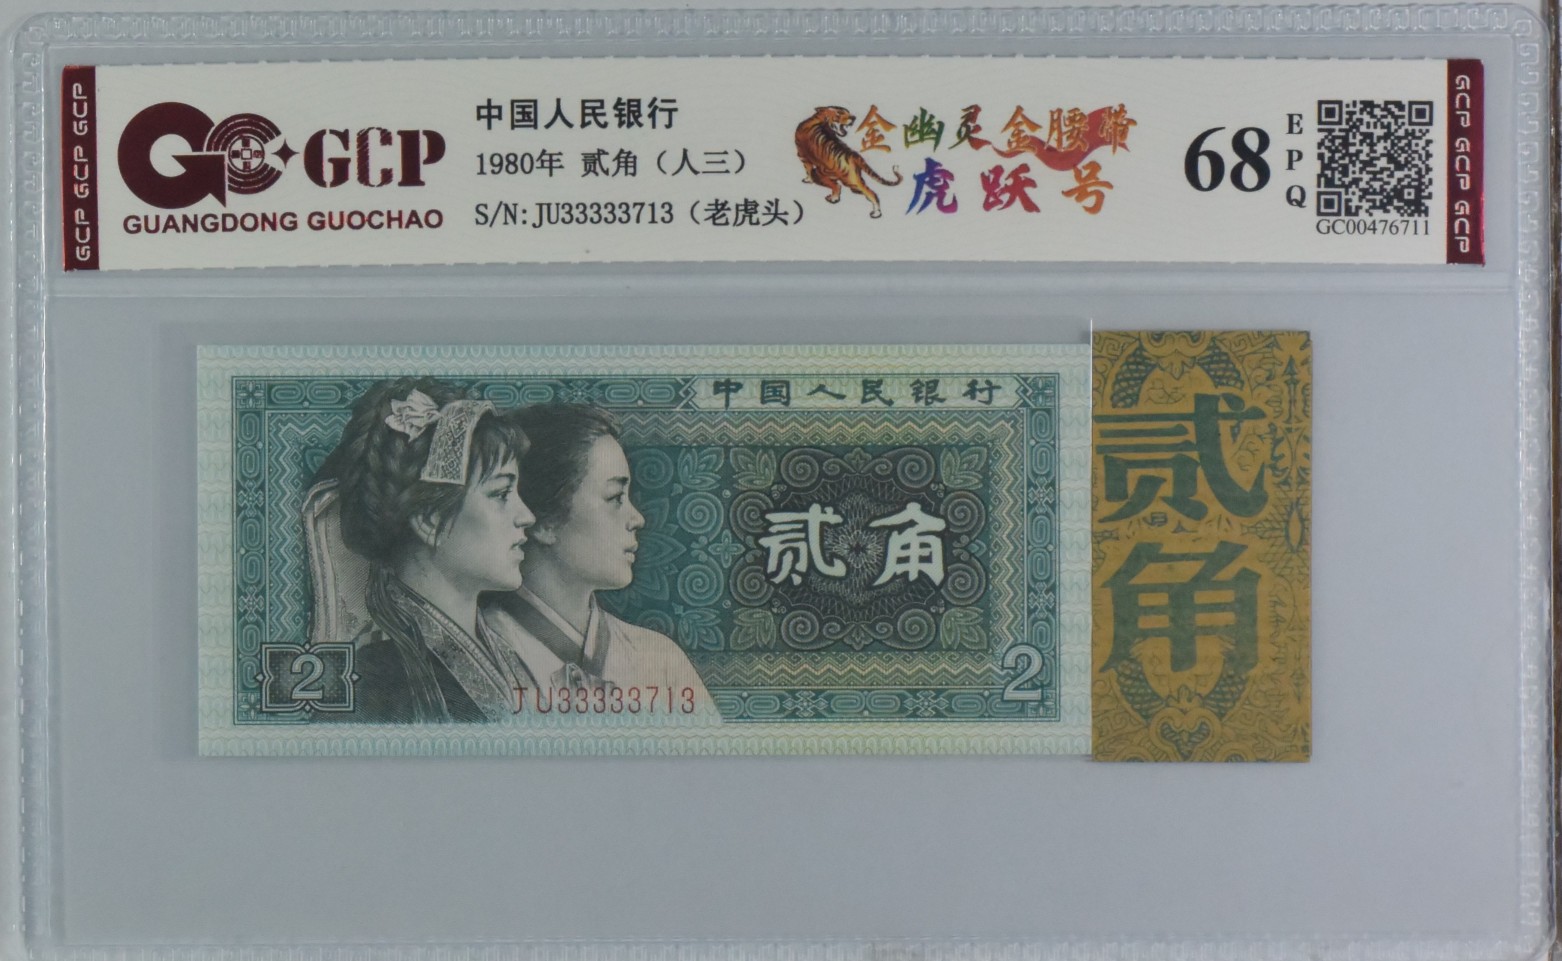 GCP GCP GCP
GCP
GUANGDONG GUOCHAO
中国人民银行
1980年 贰角（人三）
S/N:JU33333713（老虎头）
金幽灵金腰带
虎跃号
68
EPQ
GC00476711
GCP GCP GCP
中国人民银行
贰角
2
JU33333713
2
贰角